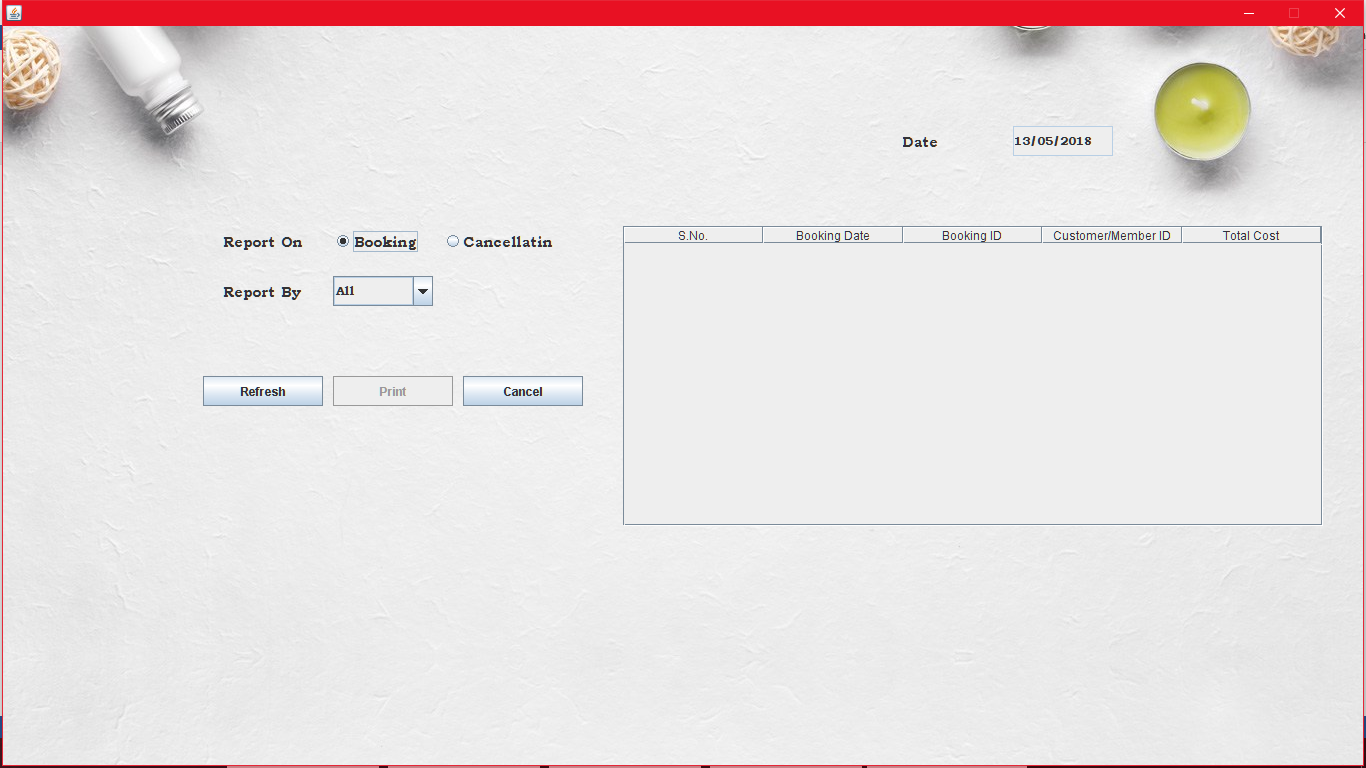 Date 13/05/2018
Report On Booking Cancellatin
S.No. Booking Date Booking ID Customer/Member ID Total Cost
Report By All
Refresh Print Cancel